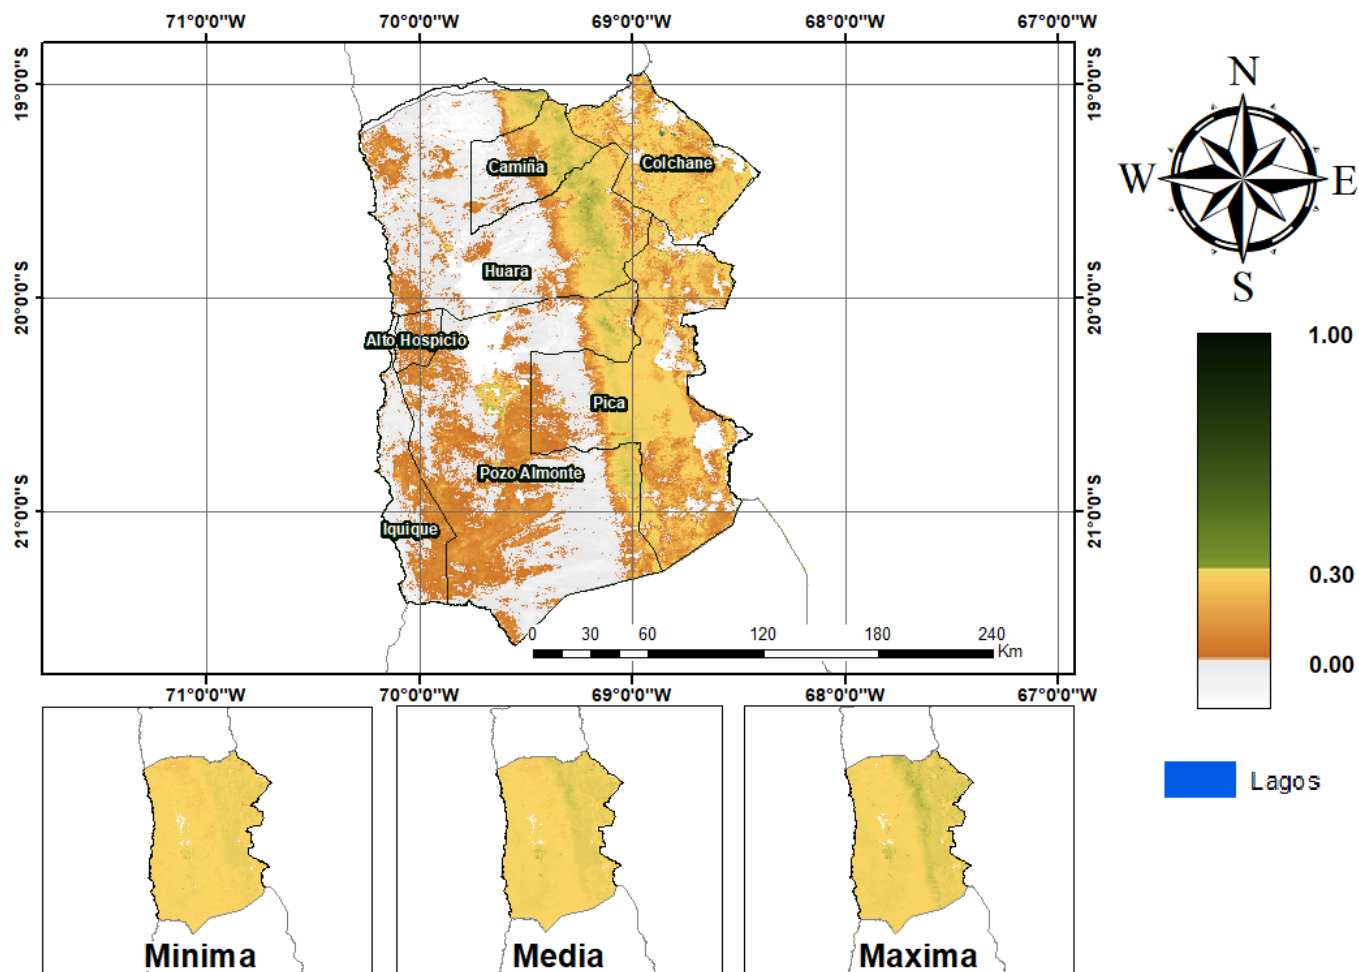 71°0'0"W 70°0'0"W 69°0'0"W 68°0'0"W 67°0'0"W
19°0'0"S
19°0'0"S
20°0'0"S
20°0'0"S
21°0'0"S
21°0'0"S
Camiña
Colchane
Huara
Alto Hospicio
Pica
Pozo Almonte
Iquique
0 30 60 120 180 240
Km
71°0'0"W 70°0'0"W 69°0'0"W 68°0'0"W 67°0'0"W
N
W
E
S
1.00
0.30
0.00
Lagos
Minima
Media
Maxima